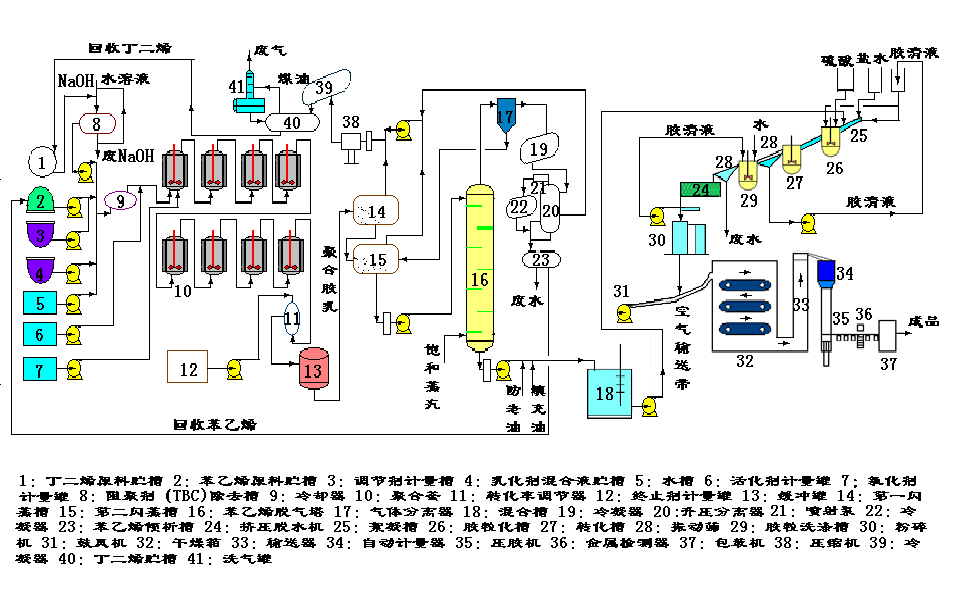 回收丁二烯
废气
胶清液
煤油
硫酸
盐水
NaOH
水溶液
41
39
40
38
17
25
8
胶清液
水
28
28
26
1
废NaOH
19
27
24
29
2
9
21
22
20
14
胶清液
3
废水
30
聚合胶乳
15
23
4
10
16
34
5
废水
31
33
空气输送带
11
35
36
成品
6
饱和蒸汽
32
37
7
12
13
18
防老油
填充油
回收苯乙烯
1: 丁二烯原料贮槽 2: 苯乙烯原料贮槽 3: 调节剂计量槽 4: 乳化剂混合液贮槽 5: 水槽 6: 活化剂计量罐 7: 氧化剂
计量罐 8: 阻聚剂 (TBC)除去槽 9: 冷却器 10: 聚合釜 11: 转化率调节器 12: 终止剂计量罐 13: 缓冲罐 14: 第一闪
蒸槽 15: 第二闪蒸槽 16: 苯乙烯脱气塔 17: 气体分离器 18: 混合槽 19: 冷凝器 20:升压分离器 21: 喷射泵 22: 冷
凝器 23: 苯乙烯倾析槽 24: 挤压脱水机 25: 絮凝槽 26: 胶粒化槽 27: 转化槽 28: 振动筛 29: 胶粒洗涤槽 30: 粉碎
机 31: 鼓风机 32: 干燥箱 33: 输送器 34: 自动计量器 35: 压胶机 36: 金属检测器 37: 包装机 38: 压缩机 39: 冷
凝器 40: 丁二烯贮槽 41: 洗气罐